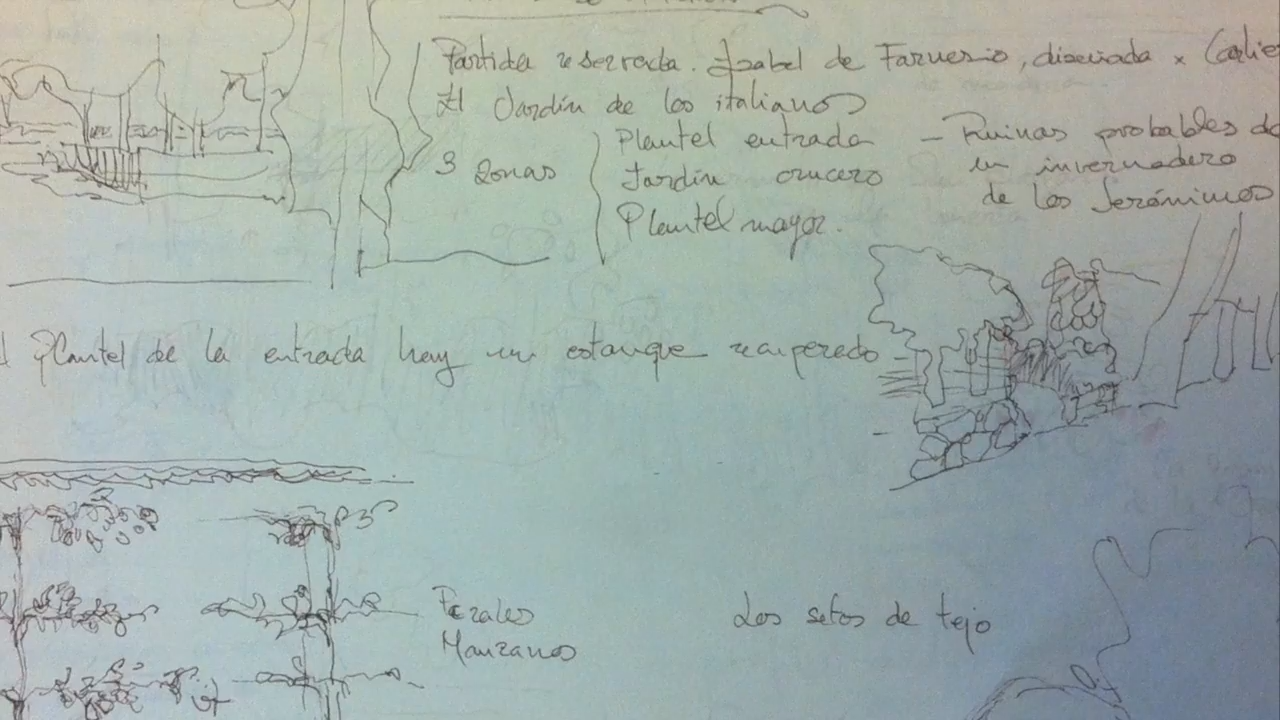 Partida reservada. Isabel de Farnesio, diseñada x Carlier
El Jardín de los italianos
3 zonas
Plantel entrada
Jardín crucero
Plantel mayor.
- Ruinas probables de
un invernadero
de los Jerónimos
Plantel de la entrada hay un estanque recuperado
Perales
Manzanos
Los setos de tejo